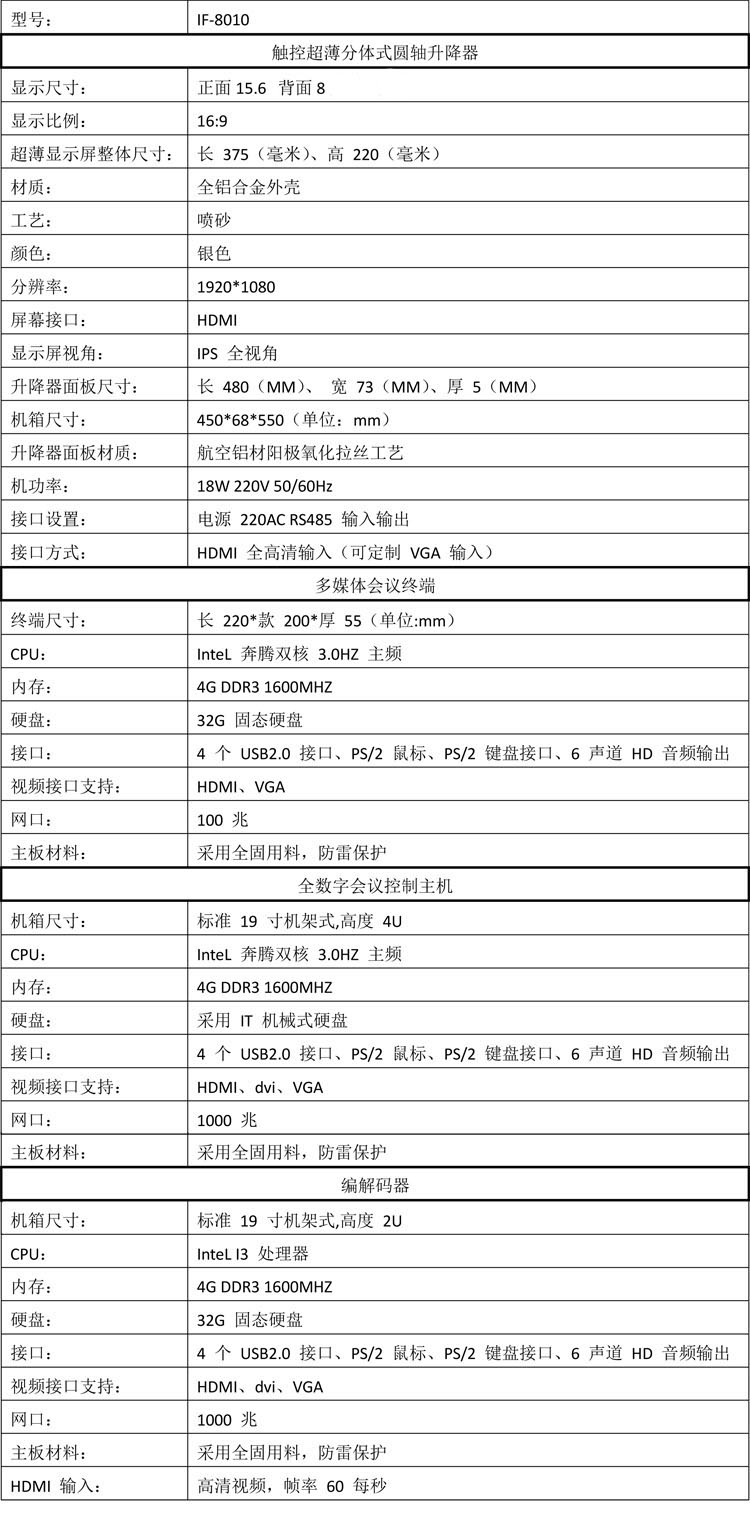 型号： IF-8010
触控超薄分体式圆轴升降器
显示尺寸： 正面 15.6 背面 8
显示比例： 16:9
超薄显示屏整体尺寸： 长 375（毫米）、高 220（毫米）
材质： 全铝合金外壳
工艺： 喷砂
颜色： 银色
分辨率： 1920*1080
屏幕接口： HDMI
显示屏视角： IPS 全视角
升降器面板尺寸： 长 480（MM）、 宽 73（MM）、厚 5（MM）
机箱尺寸： 450*68*550（单位：mm）
升降器面板材质： 航空铝材阳极氧化拉丝工艺
机功率： 18W 220V 50/60Hz
接口设置： 电源 220AC RS485 输入输出
接口方式： HDMI 全高清输入（可定制 VGA 输入）
多媒体会议终端
终端尺寸： 长 220*款 200*厚 55（单位:mm）
CPU： InteL 奔腾双核 3.0HZ 主频
内存： 4G DDR3 1600MHZ
硬盘： 32G 固态硬盘
接口： 4 个 USB2.0 接口、PS/2 鼠标、PS/2 键盘接口、6 声道 HD 音频输出
视频接口支持： HDMI、VGA
网口： 100 兆
主板材料： 采用全固用料，防雷保护
全数字会议控制主机
机箱尺寸： 标准 19 寸机架式,高度 4U
CPU： InteL 奔腾双核 3.0HZ 主频
内存： 4G DDR3 1600MHZ
硬盘： 采用 IT 机械式硬盘
接口： 4 个 USB2.0 接口、PS/2 鼠标、PS/2 键盘接口、6 声道 HD 音频输出
视频接口支持： HDMI、dvi、VGA
网口： 1000 兆
主板材料： 采用全固用料，防雷保护
编解码器
机箱尺寸： 标准 19 寸机架式,高度 2U
CPU： InteL I3 处理器
内存： 4G DDR3 1600MHZ
硬盘： 32G 固态硬盘
接口： 4 个 USB2.0 接口、PS/2 鼠标、PS/2 键盘接口、6 声道 HD 音频输出
视频接口支持： HDMI、dvi、VGA
网口： 1000 兆
主板材料： 采用全固用料，防雷保护
HDMI 输入： 高清视频，帧率 60 每秒